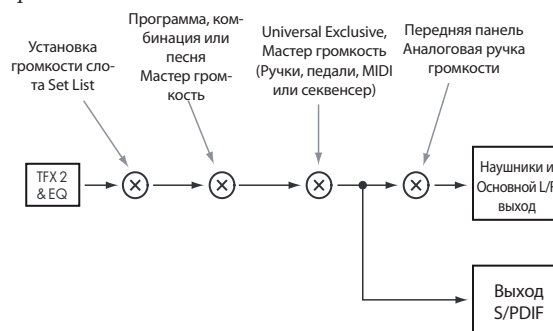 Установка
громкости сло-
та Set List
Программа, ком-
бинация или
песня
Мастер гром-
кость
Universal Exclusive,
Мастер громкость
(Ручки, педали, MIDI
или секвенсер)
Передняя панель
Аналоговая ручка
громкости
TFX 2
& EQ
Наушники и
Основной L/R
выход
Выход
S/PDIF